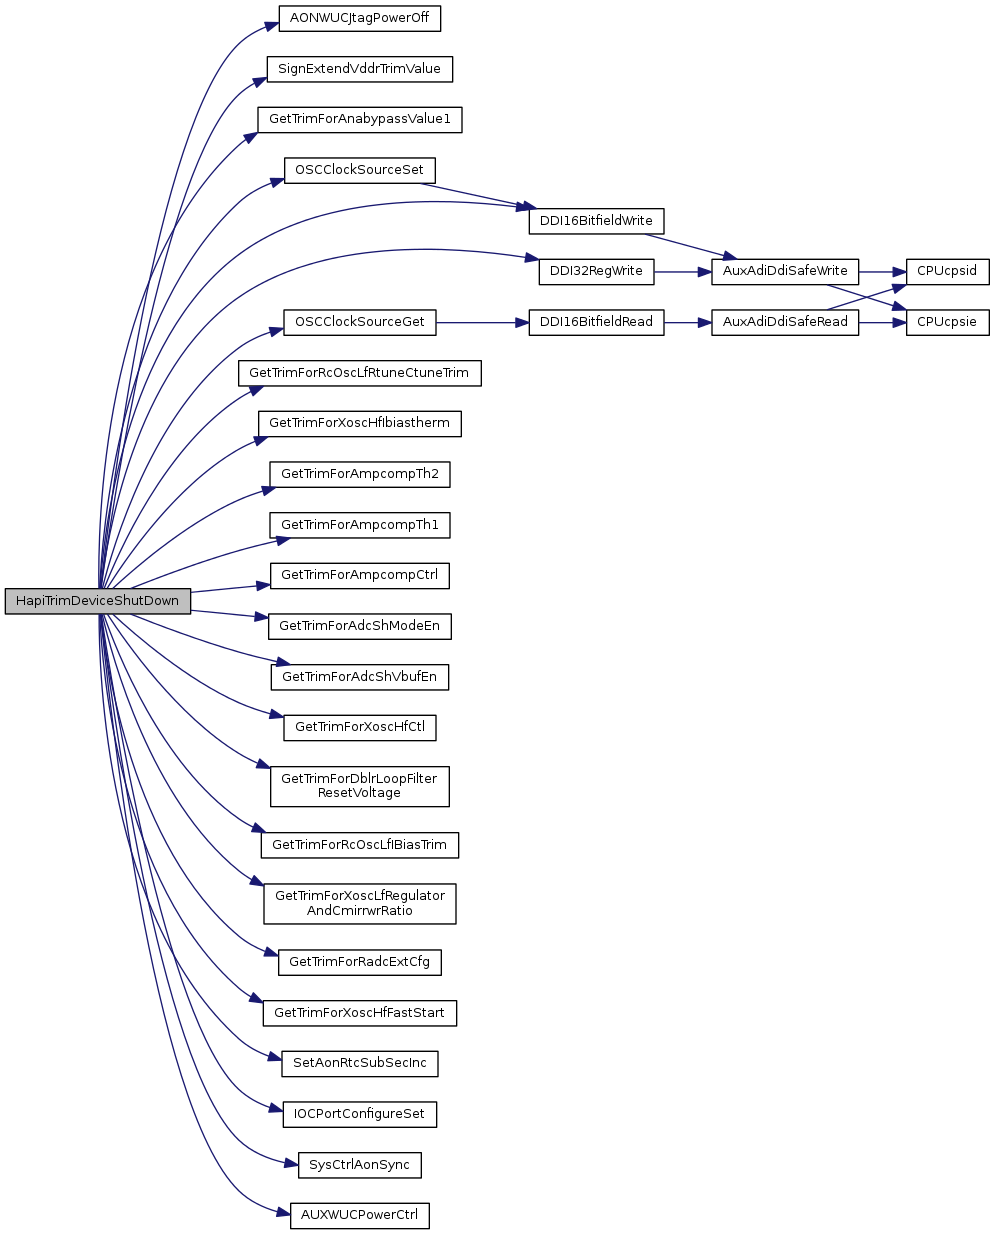 AONWUCJtagPowerOff
SignExtendVddrTrimValue
GetTrimForAnabypassValue1
OSCClockSourceSet
DDI16BitfieldWrite
DDI32RegWrite
AuxAdiDdiSafeWrite
CPUcpsid
OSCClockSourceGet
DDI16BitfieldRead
AuxAdiDdiSafeRead
CPUcpsie
GetTrimForRcOscLfRtuneCtuneTrim
GetTrimForXoscHfIbiastherm
GetTrimForAmpcompTh2
GetTrimForAmpcompTh1
GetTrimForAmpcompCtrl
HapiTrimDeviceShutDown
GetTrimForAdcShModeEn
GetTrimForAdcShVbufEn
GetTrimForXoscHfCtl
GetTrimForDblrLoopFilter
ResetVoltage
GetTrimForRcOscLfIBiasTrim
GetTrimForXoscLfRegulator
AndCmirrwrRatio
GetTrimForRadcExtCfg
GetTrimForXoscHfFastStart
SetAonRtcSubSecInc
IOCPortConfigureSet
SysCtrlAonSync
AUXWUCPowerCtrl